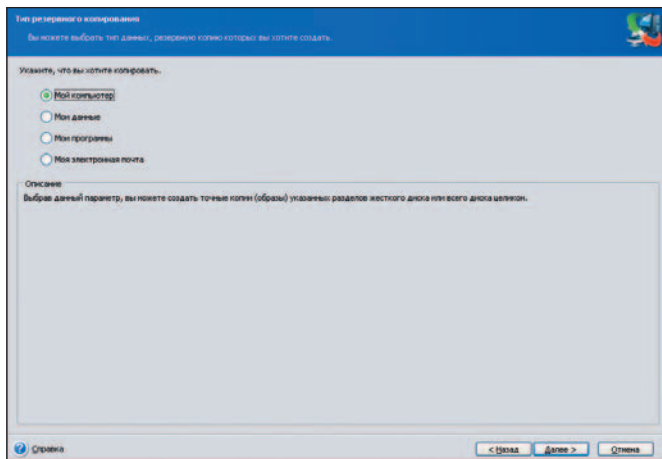 Тип резервного копирования
Вы можете выбрать тип данных, резервную копию которых вы хотите создать.
Укажите, что вы хотите копировать.
Мой компьютер
Мои данные
Мои программы
Моя электронная почта
Описание
Выбрав данный параметр, вы можете создать точные копии (образы) указанных разделов жесткого диска или всего диска целиком.
Справка
< Назад
Далее >
Отмена